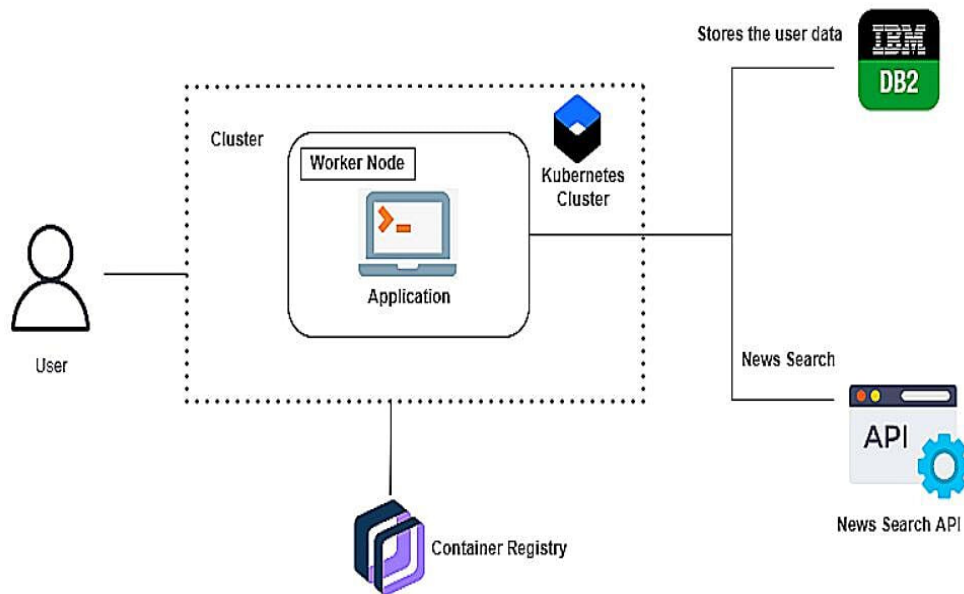 Stores the user data
IBM
DB2
Cluster
Worker Node
Kubernetes
Cluster
Application
User
News Search
API
News Search API
Container Registry